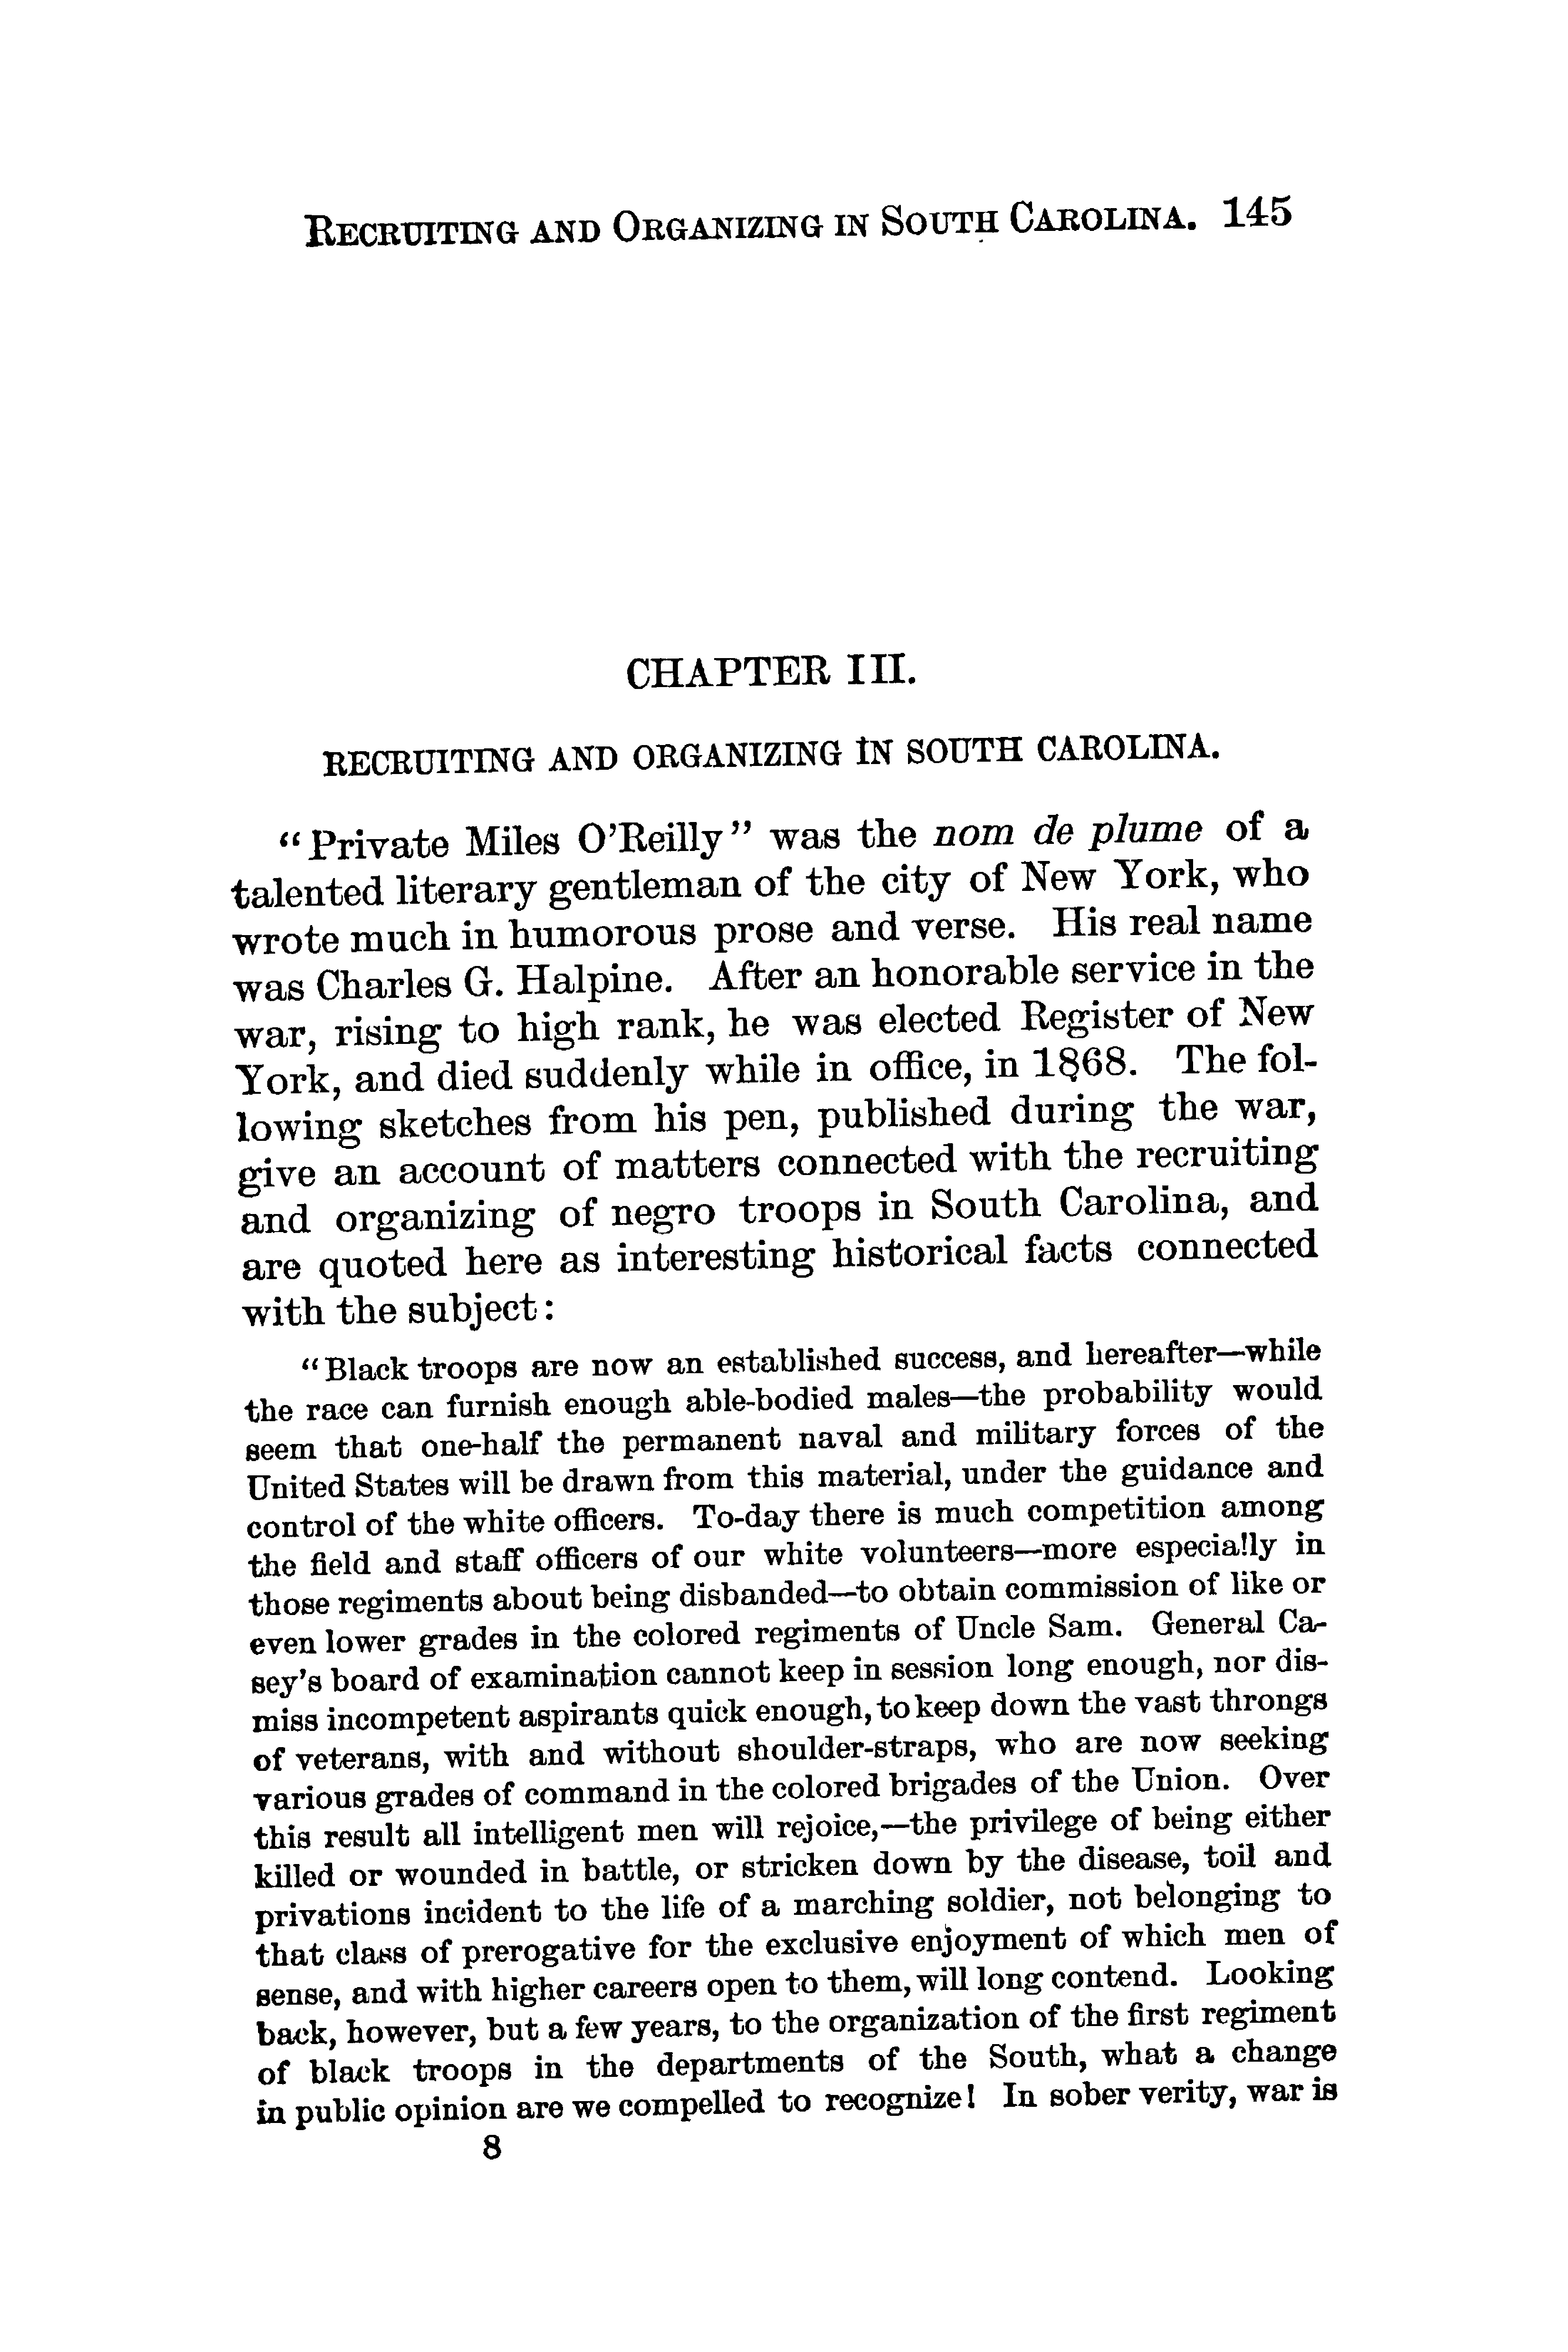 Recruiting and Organizing in South Carolina. 145
CHAPTER III.
RECRUITING AND ORGANIZING IN SOUTH CAROLINA.
“Private Miles O’Reilly” was the nom de plume of a
talented literary gentleman of the city of New York, who
wrote much in humorous prose and verse. His real name
was Charles G. Halpine. After an honorable service in the
war, rising to high rank, he was elected Register of New
York, and died suddenly while in office, in 1868. The fol-
lowing sketches from his pen, published during the war,
give an account of matters connected with the recruiting
and organizing of negro troops in South Carolina, and
are quoted here as interesting historical facts connected
with the subject:
“Black troops are now an established success, and hereafter—while
the race can furnish enough able-bodied males—the probability would
seem that one-half the permanent naval and military forces of the
United States will be drawn from this material, under the guidance and
control of the white officers. To-day there is much competition among
the field and staff officers of our white volunteers—more especially in
those regiments about being disbanded—to obtain commission of like or
even lower grades in the colored regiments of Uncle Sam. General Ca-
sey’s board of examination cannot keep in session long enough, nor dis-
miss incompetent aspirants quick enough, to keep down the vast throngs
of veterans, with and without shoulder-straps, who are now seeking
various grades of command in the colored brigades of the Union. Over
this result all intelligent men will rejoice,—the privilege of being either
killed or wounded in battle, or stricken down by the disease, toil and
privations incident to the life of a marching soldier, not belonging to
that class of prerogative for the exclusive enjoyment of which men of
sense, and with higher careers open to them, will long contend. Looking
back, however, but a few years, to the organization of the first regiment
of black troops in the departments of the South, what a change
in public opinion are we compelled to recognize! In sober verity, war is
8